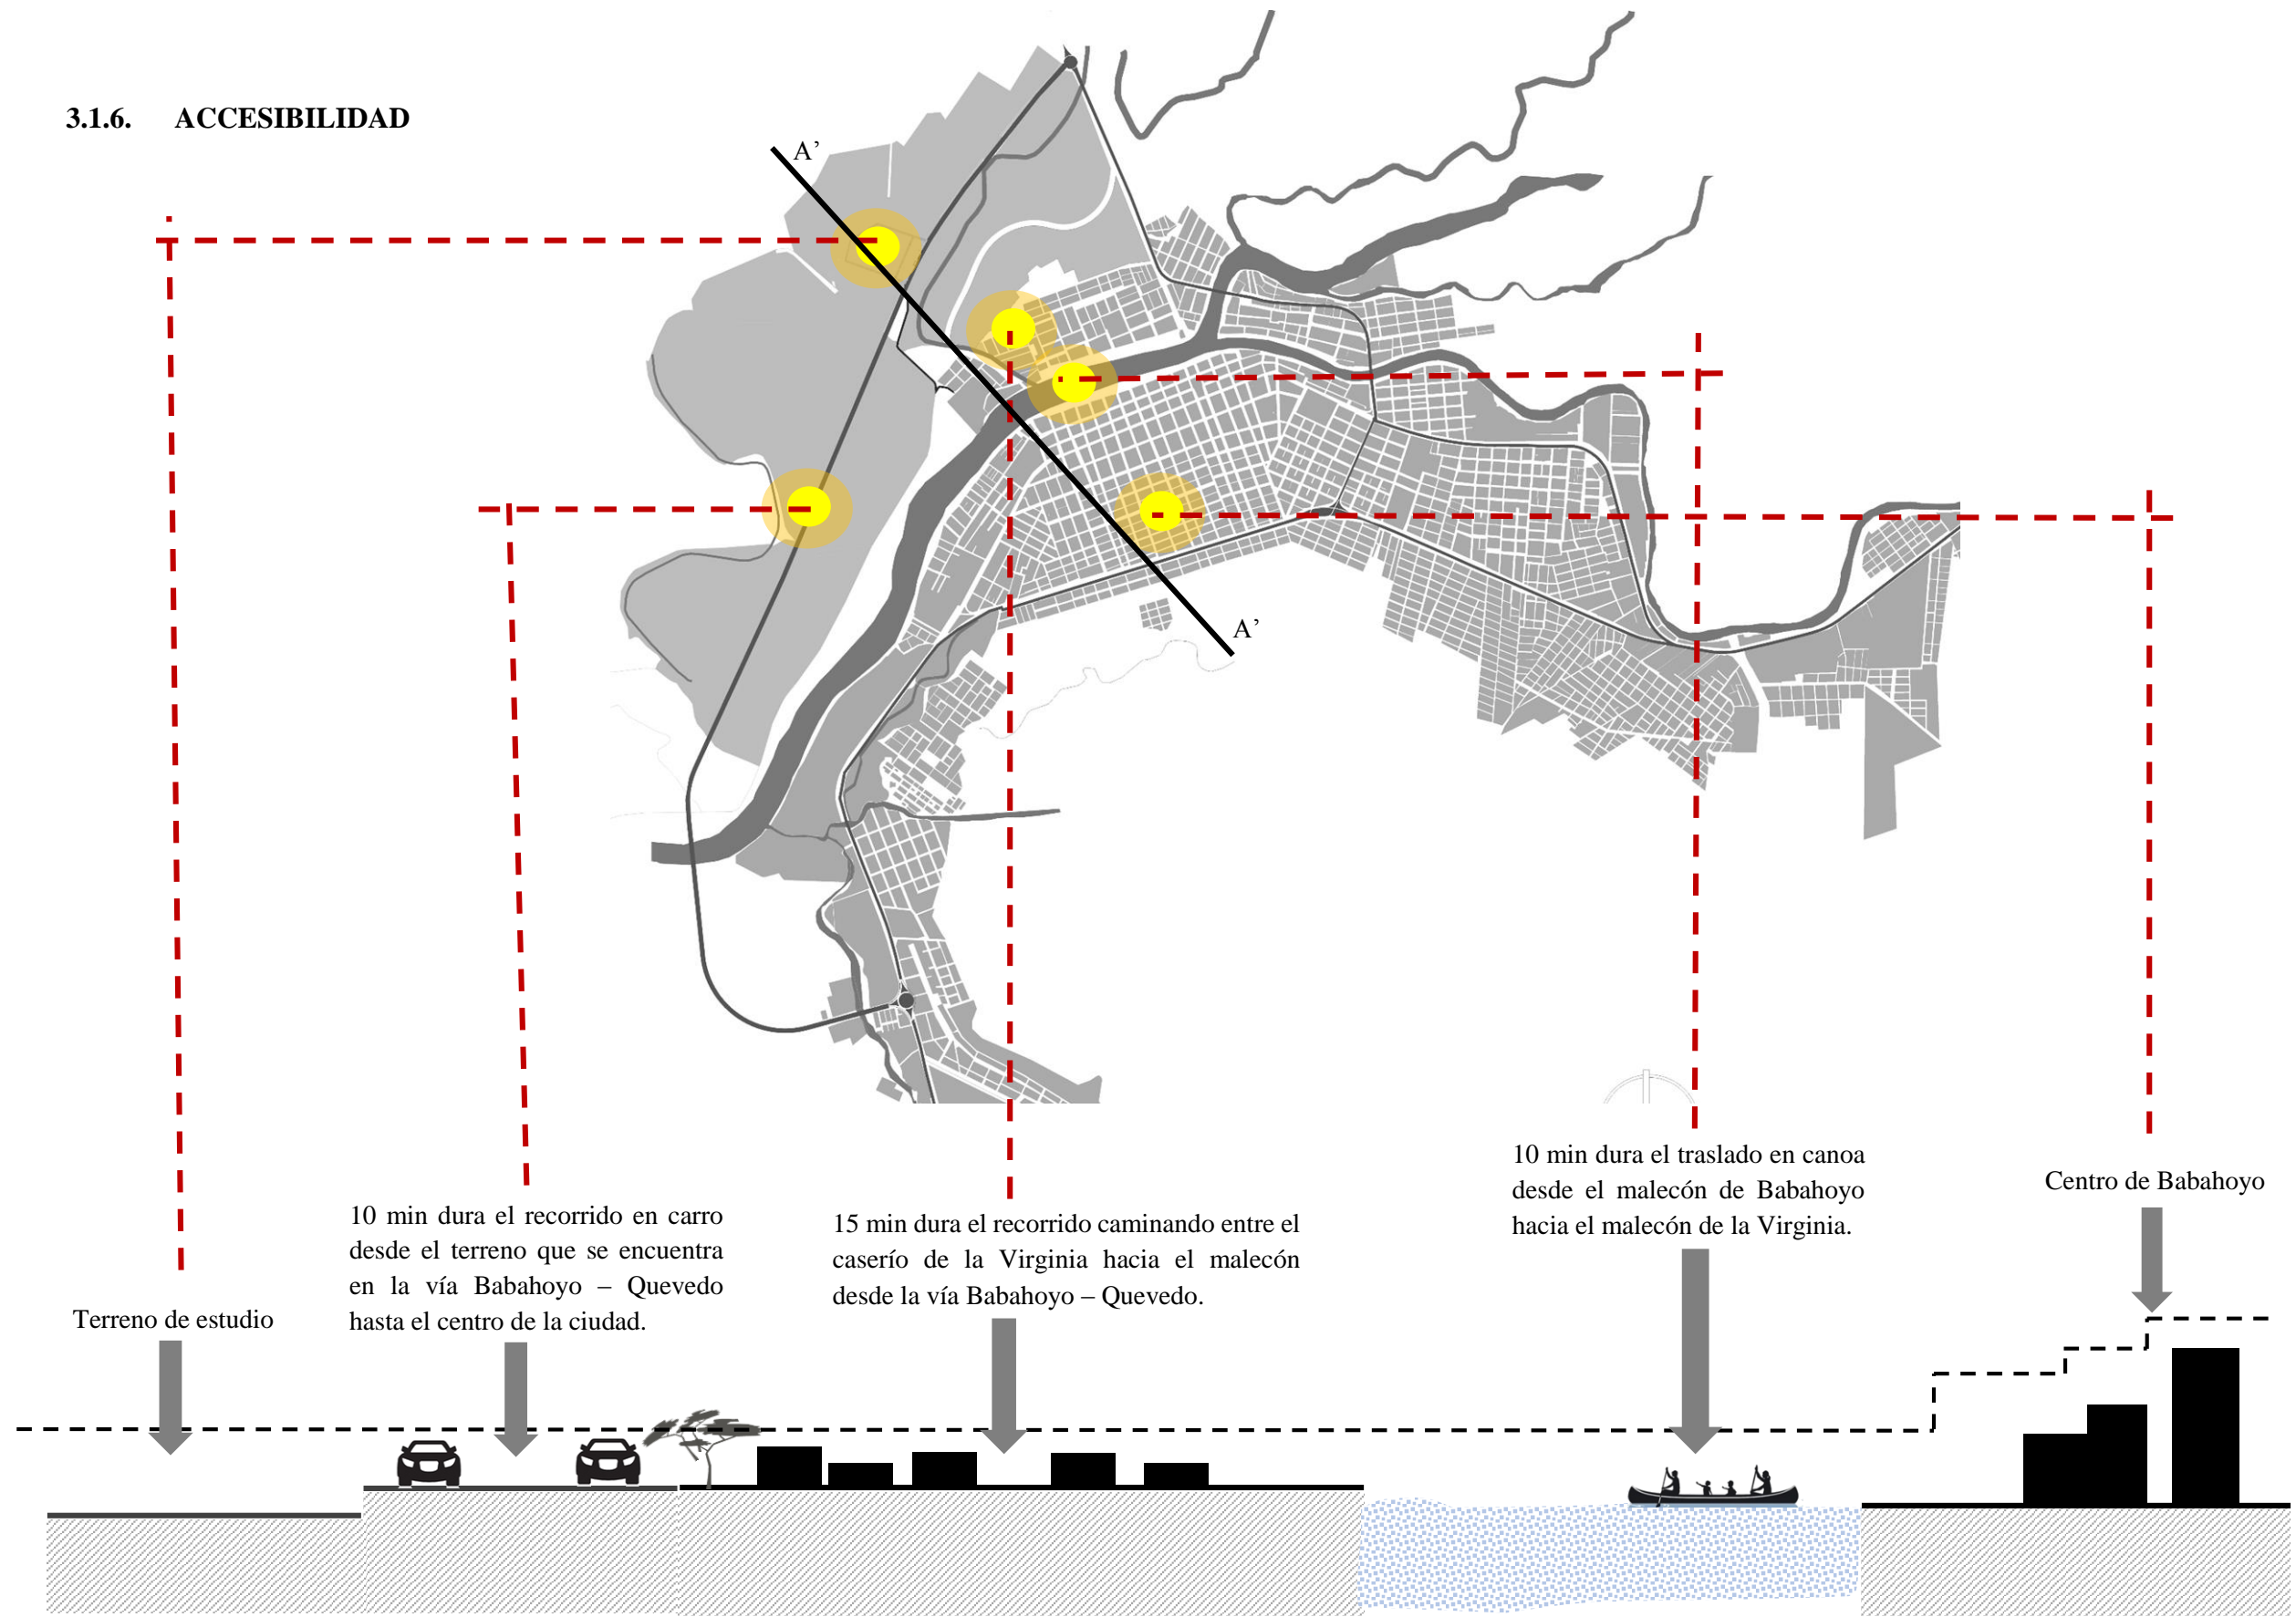 3.1.6. ACCESIBILIDAD
A’
A’
10 min dura el traslado en canoa
desde el malecón de Babahoyo
hacia el malecón de la Virginia.
Centro de Babahoyo
10 min dura el recorrido en carro
desde el terreno que se encuentra
en la vía Babahoyo – Quevedo
hasta el centro de la ciudad.
15 min dura el recorrido caminando entre el
caserío de la Virginia hacia el malecón
desde la vía Babahoyo – Quevedo.
Terreno de estudio